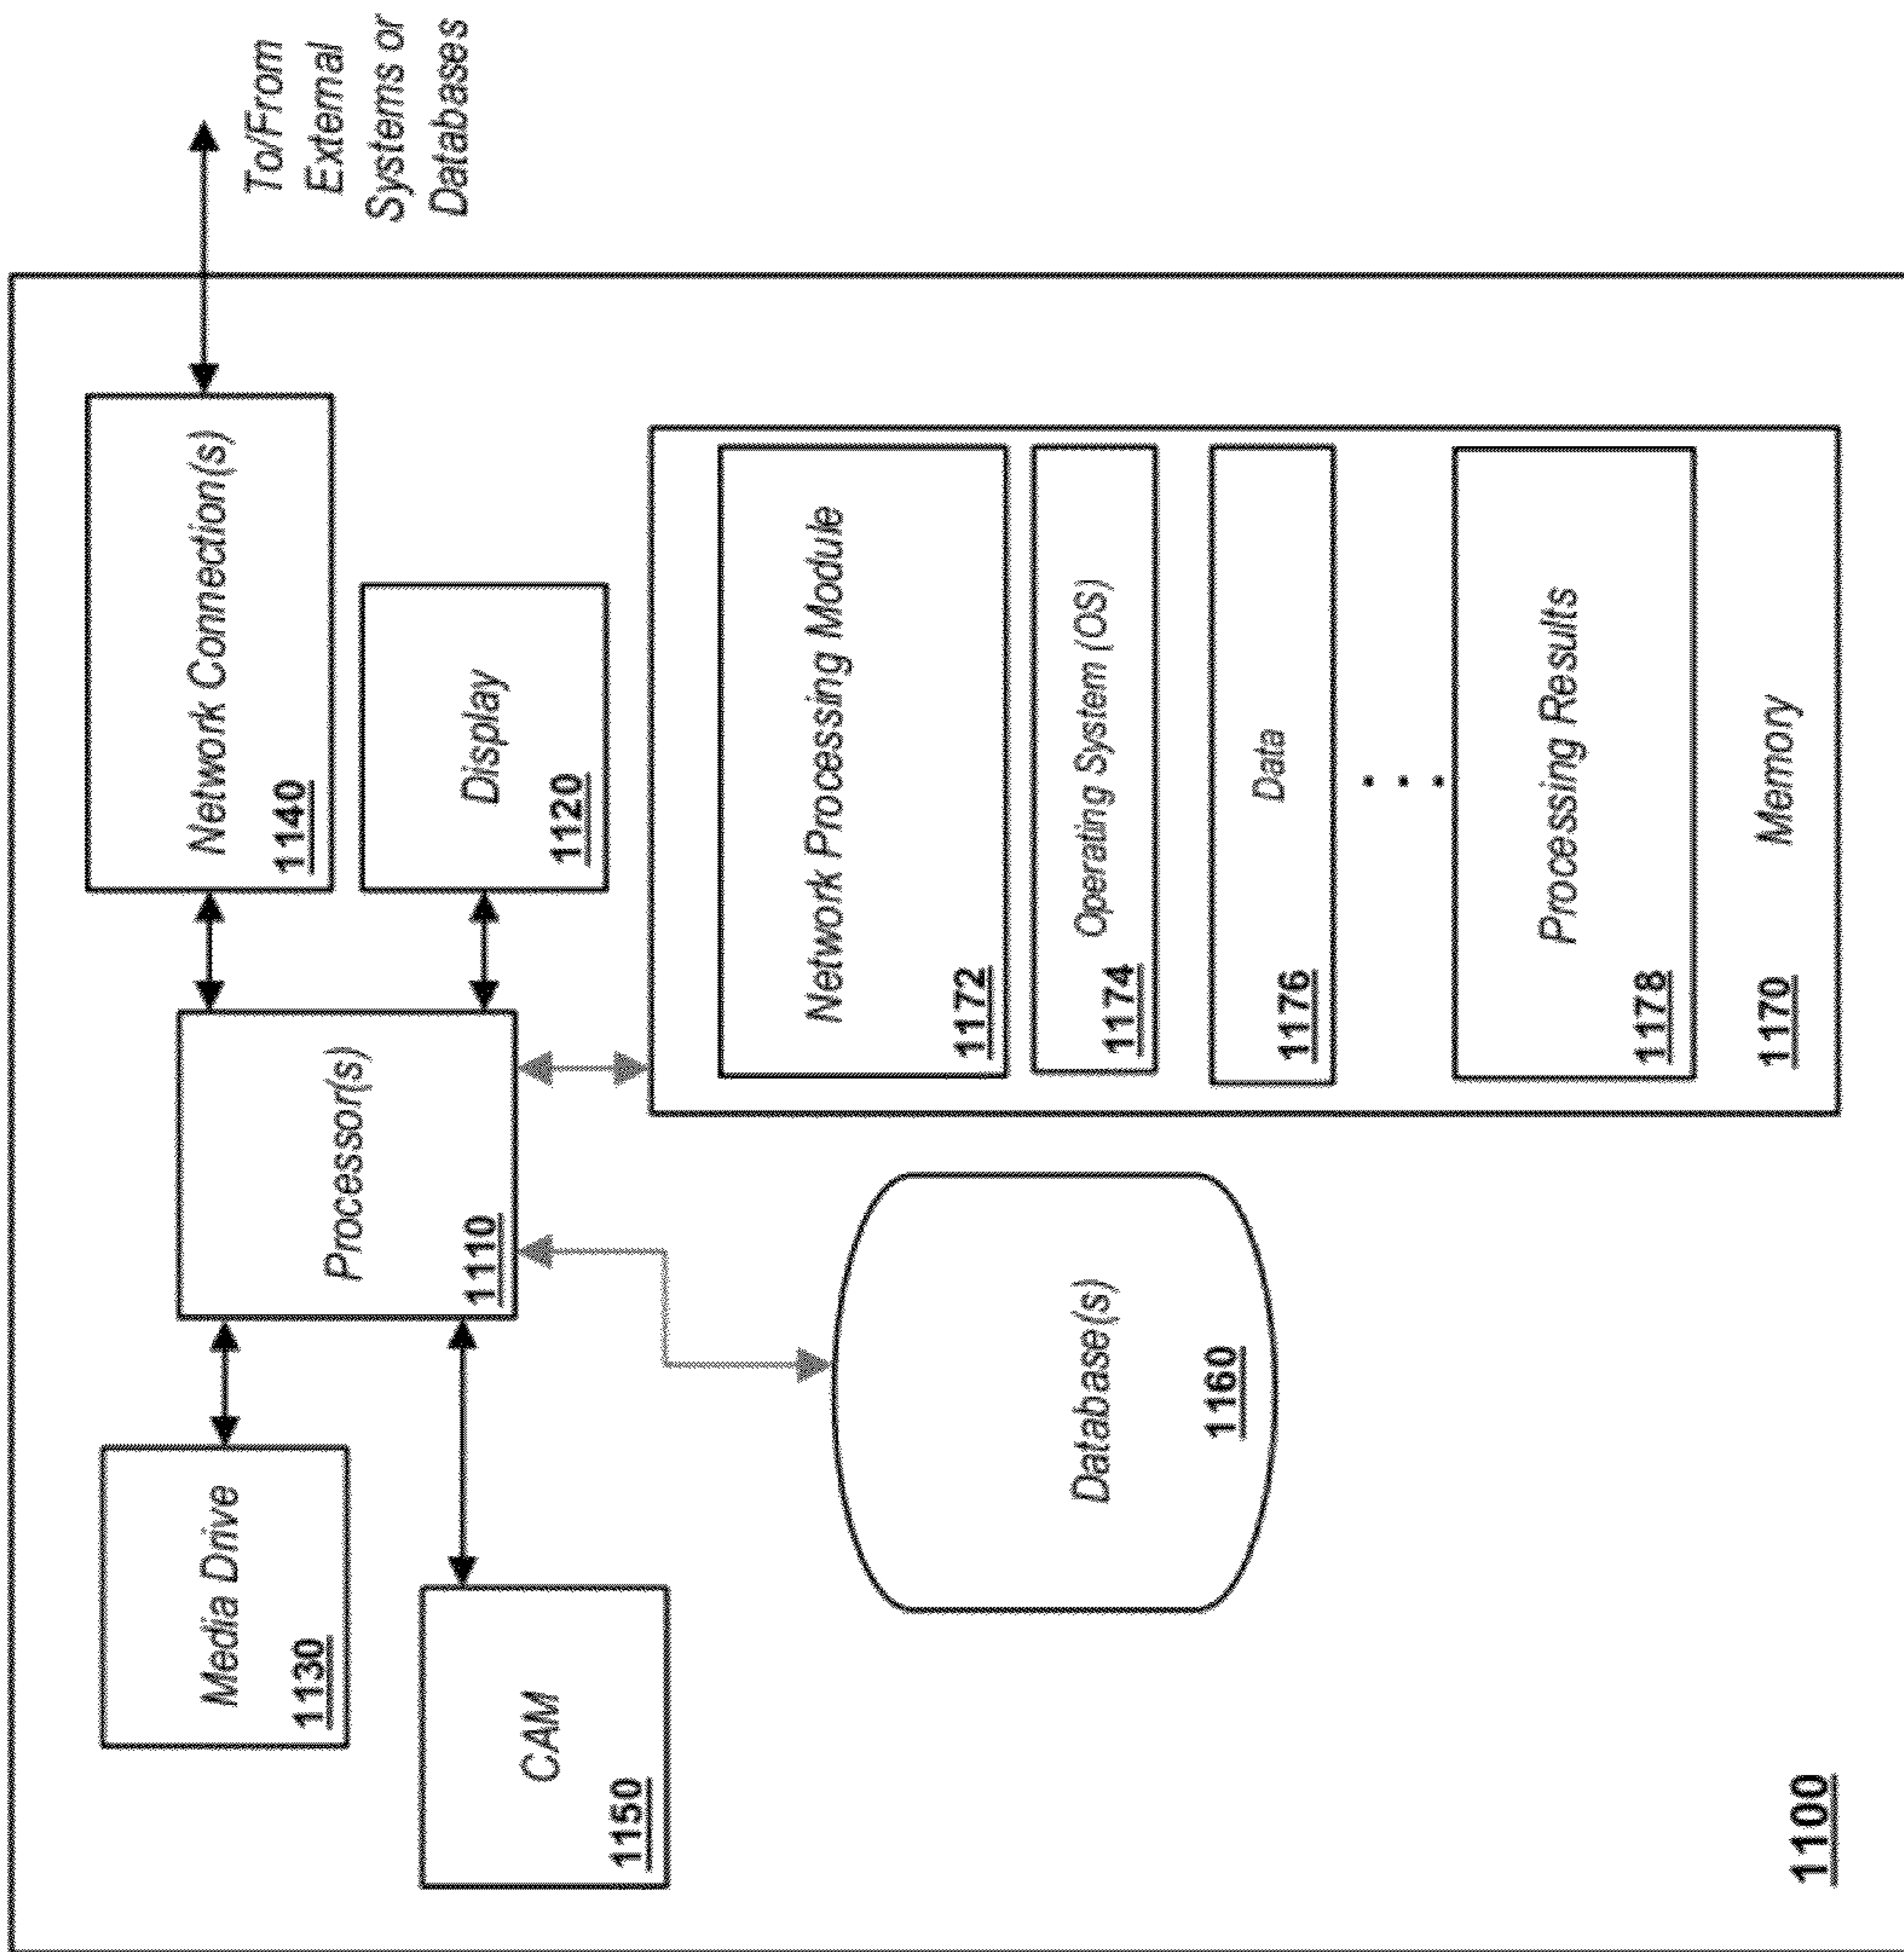 To/From
External
Systems or
Databases
Media Drive
1130
CAM
1150
Processor(s)
1110
Network Connection(s)
1140
Display
1120
Database(s)
1160
Network Processing Module
1172
Operating System (OS)
1174
Data
1176
. . .
Processing Results
1178
Memory
1170
1100